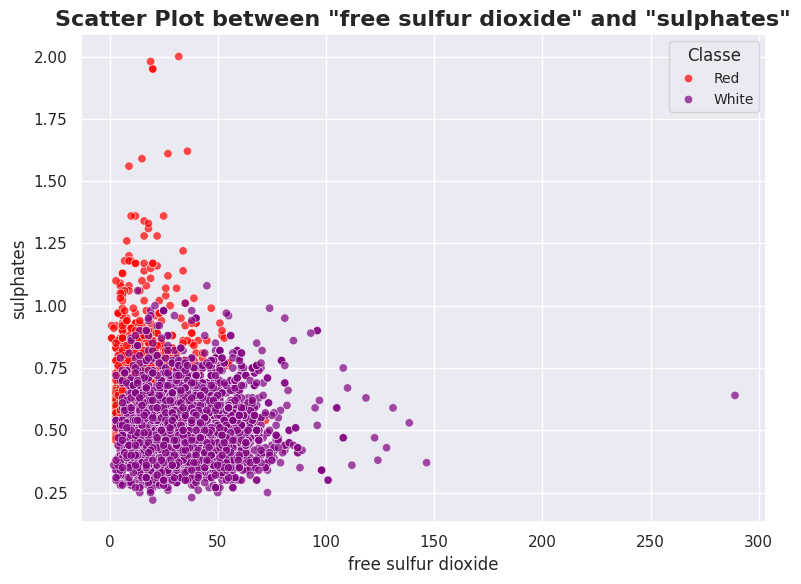 Scatter Plot between "free sulfur dioxide" and "sulphates"
Classe
Red
White
sulphates
2.00
1.75
1.50
1.25
1.00
0.75
0.50
0.25
0
50
100
150
200
250
300
free sulfur dioxide